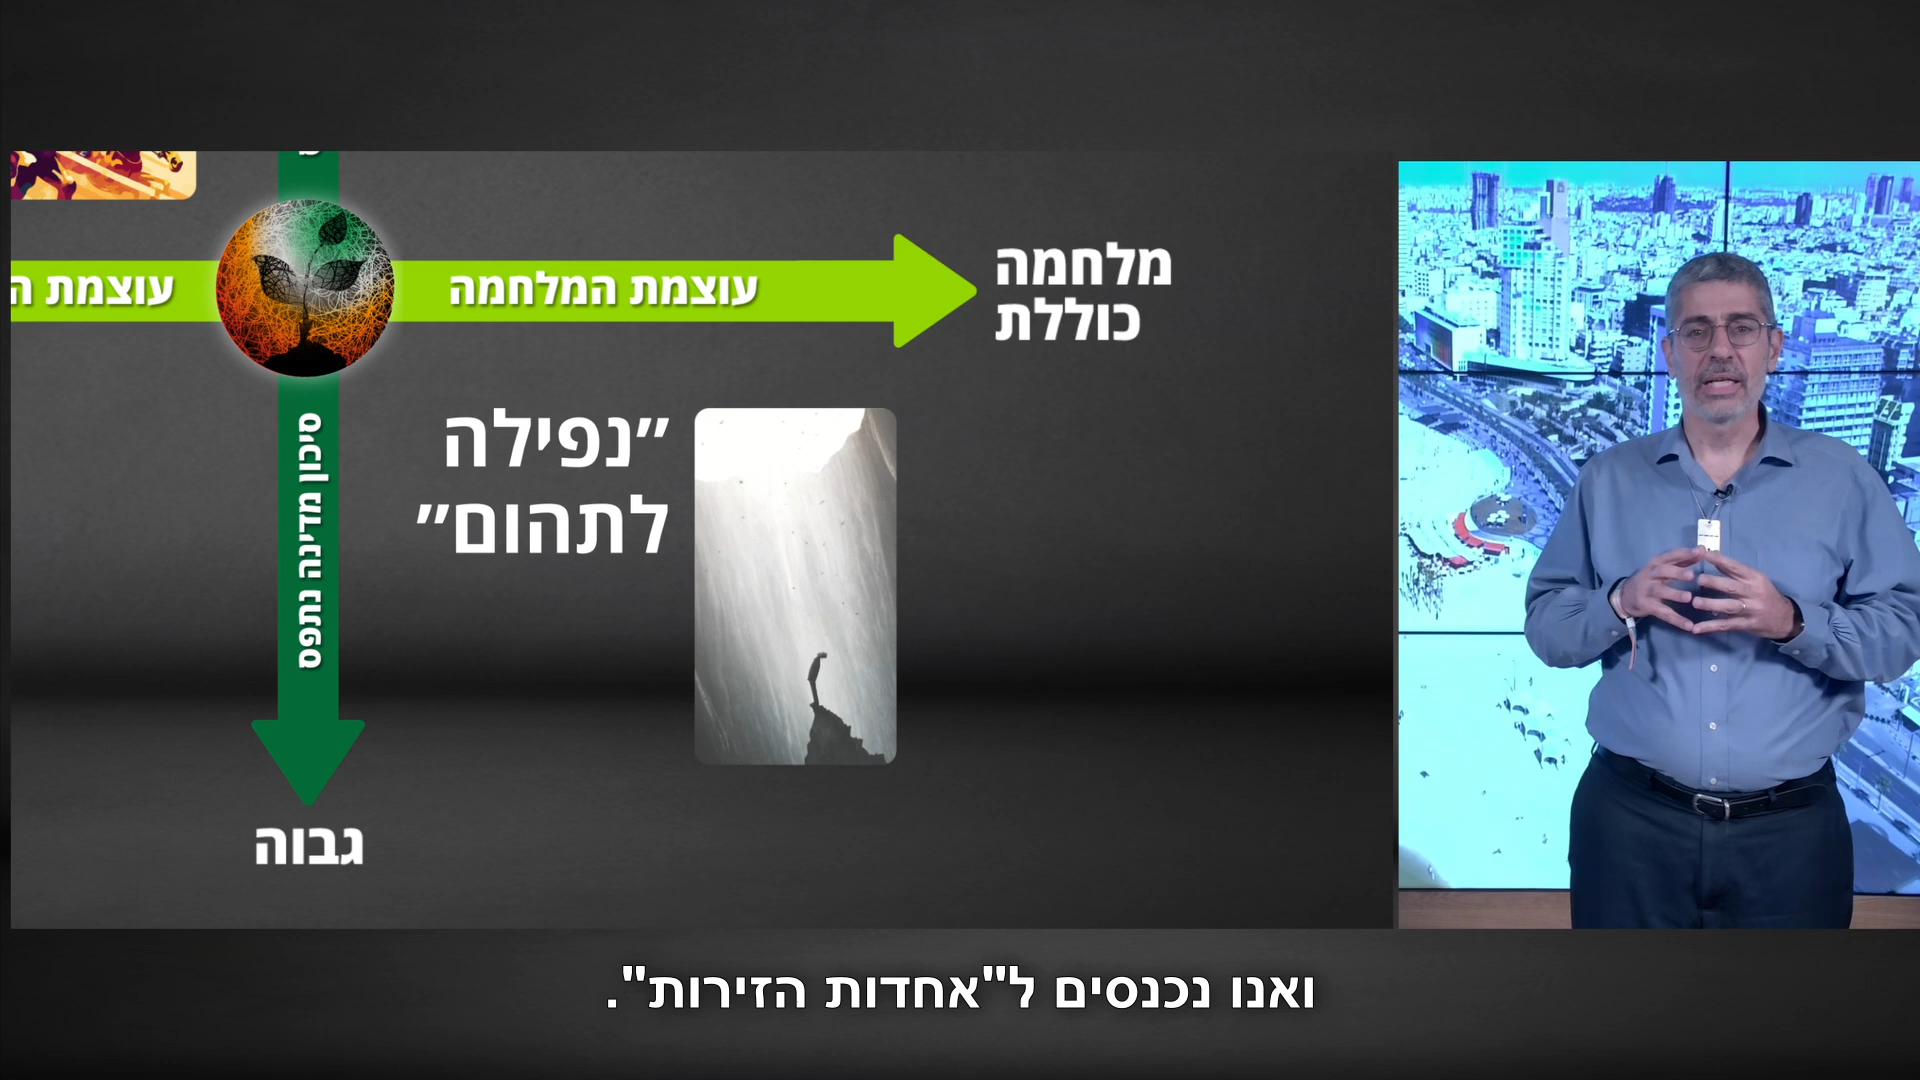 מלחמה
כוללת
עוצמת המלחמה
עוצמת ה
״נפילה
לתהום״
סיכון מדינה נתפס
גבוה
ואנו נכנסים ל"אחדות הזירות".